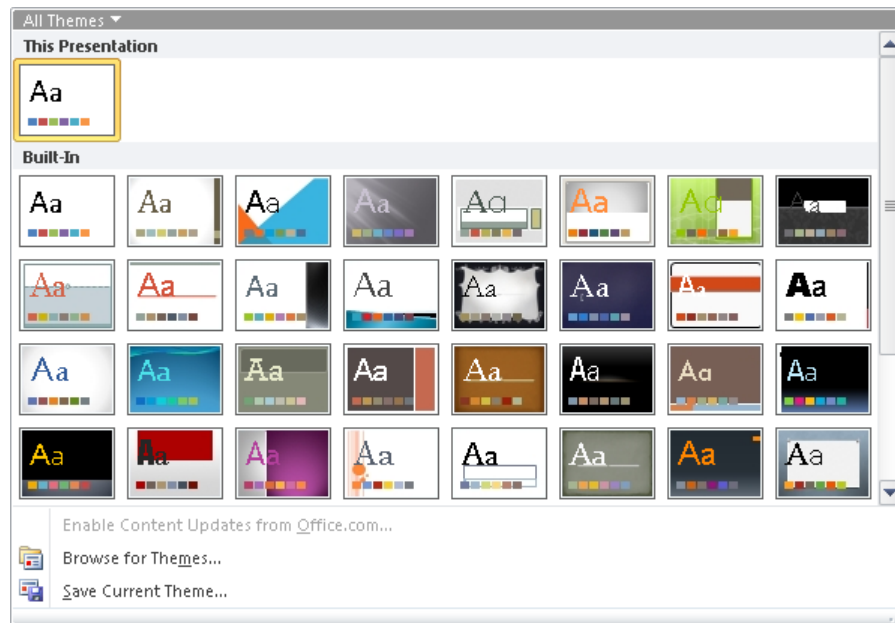 All Themes
This Presentation
Aa
Built-In
Aa Aa Aa Aa Aa Aa Aa Aa
Aa Aa Aa Aa Aa Aa Aa Aa
Aa Aa Aa Aa Aa Aa Aa Aa
Aa Aa Aa Aa Aa Aa Aa Aa
Enable Content Updates from Office.com...
Browse for Themes...
Save Current Theme...